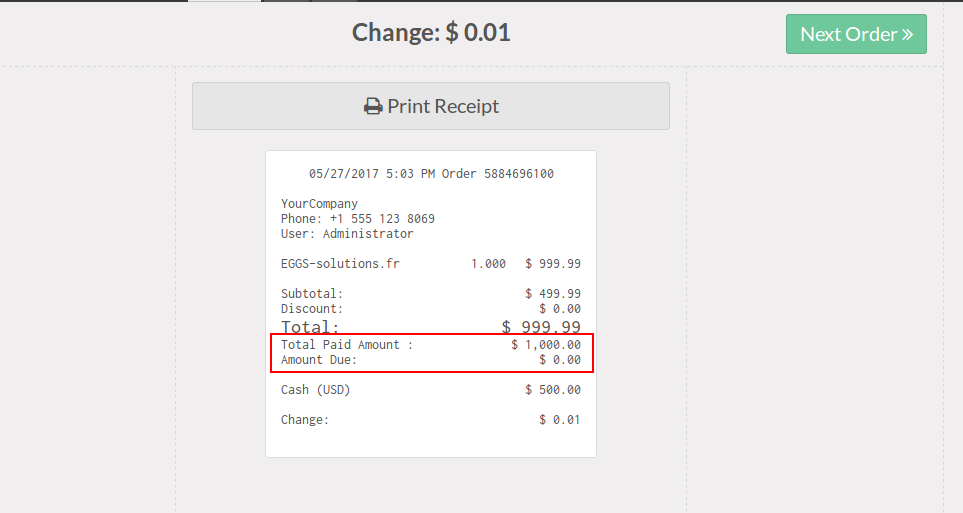 Change: $ 0.01
Next Order »
Print Receipt
05/27/2017 5:03 PM Order 5884696100
YourCompany
Phone: +1 555 123 8069
User: Administrator
EGGS-solutions.fr 1.000 $ 999.99
Subtotal: $ 499.99
Discount: $ 0.00
Total: $ 999.99
Total Paid Amount : $ 1,000.00
Amount Due: $ 0.00
Cash (USD) $ 500.00
Change: $ 0.01